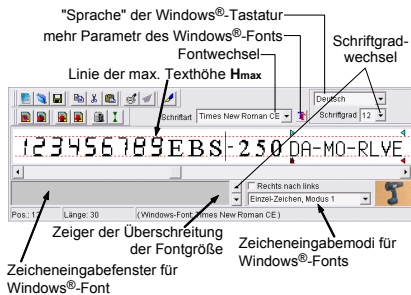 "Sprache" der Windows®-Tastatur
mehr Parametr des Windows®-Fonts
Fontwechsel
Schriftgrad-
wechsel
Linie der max. Texthöhe Hmax
Deutsch
Schriftart Times New Roman CE Schriftgrad 12
123456789EBS-250 DA-MO-RLVE
Rechts nach links
Einzel-Zeichen, Modus 1
Pos.: 17 Länge: 30 (Windows-Font: Times New Roman CE )
Zeiger der Überschreitung
der Fontgröße
Zeicheneingabemodi für
Windows®-Fonts
Zeicheneingabefenster für
Windows®-Font